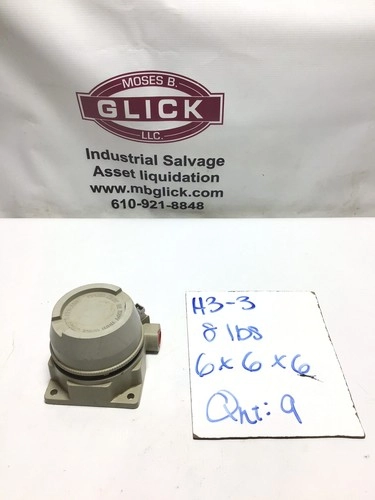 MOSES B.
GLICK
LLC.
Industrial Salvage
Asset liquidation
www.mbglick.com
610-921-8848
H3-3
8 lbs
6x6x6
Qnt: 9